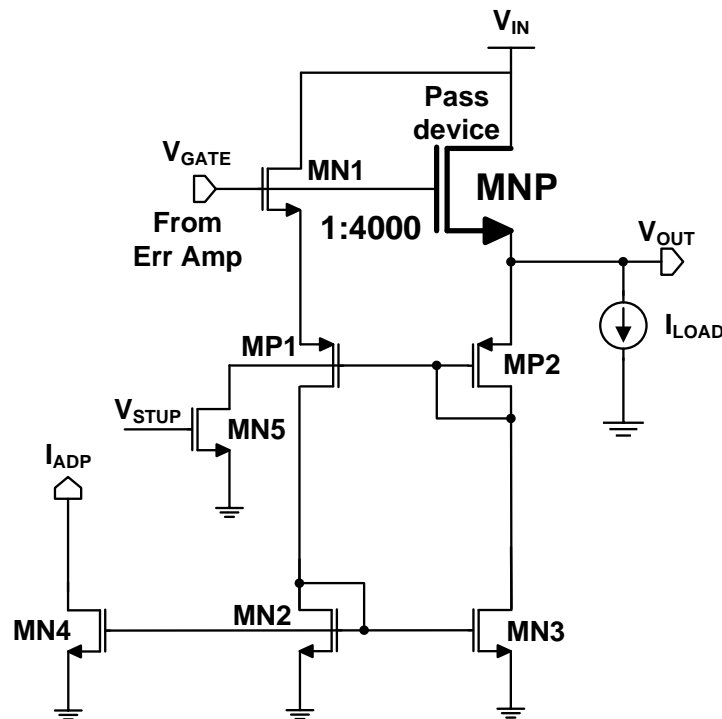 V_IN
Pass
device
V_GATE
MN1
MNP
From
Err Amp
1:4000
V_OUT
I_LOAD
MP1
MP2
V_STUP
MN5
I_ADP
MN4
MN2
MN3